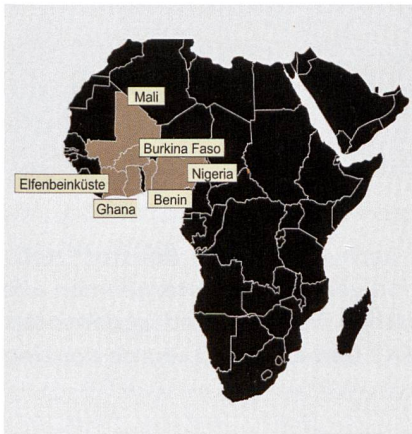 Mali
Burkina Faso
Nigeria
Elfenbeinküste
Benin
Ghana